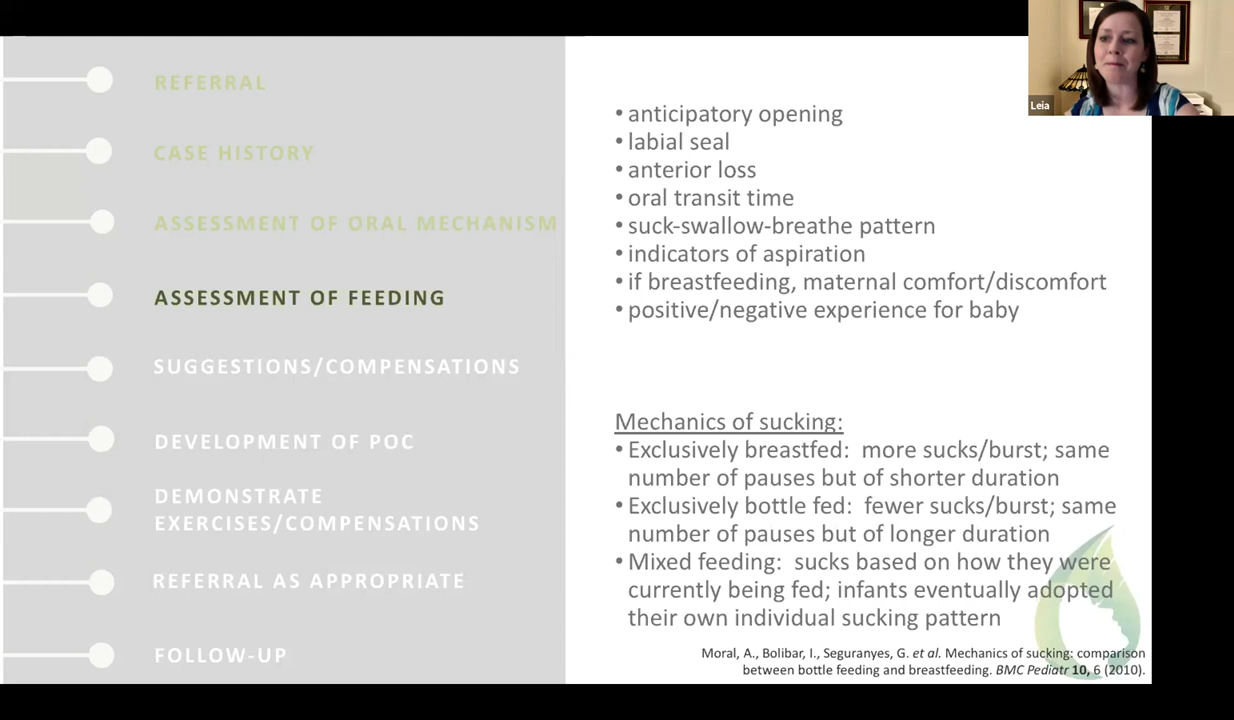 REFERRAL
CASE HISTORY
ASSESSMENT OF ORAL MECHANISM
ASSESSMENT OF FEEDING
SUGGESTIONS/COMPENSATIONS
DEVELOPMENT OF POC
DEMONSTRATE
EXERCISES/COMPENSATIONS
REFERRAL AS APPROPRIATE
FOLLOW-UP
• anticipatory opening
• labial seal
• anterior loss
• oral transit time
• suck-swallow-breathe pattern
• indicators of aspiration
• if breastfeeding, maternal comfort/discomfort
• positive/negative experience for baby
Mechanics of sucking:
• Exclusively breastfed: more sucks/burst; same
number of pauses but of shorter duration
• Exclusively bottle fed: fewer sucks/burst; same
number of pauses but of longer duration
• Mixed feeding: sucks based on how they were
currently being fed; infants eventually adopted
their own individual sucking pattern
Moral, A., Bolibar, I., Seguranyes, G. et al. Mechanics of sucking: comparison
between bottle feeding and breastfeeding. BMC Pediatr 10, 6 (2010).
Leia